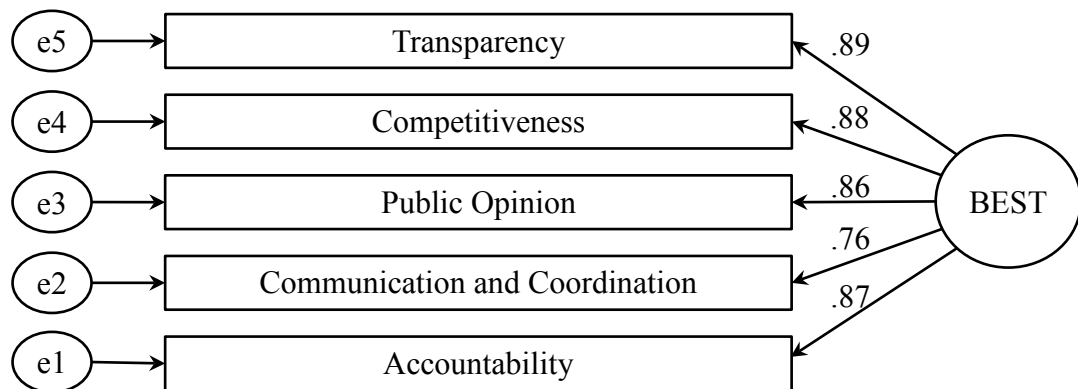 e5
Transparency
.89
e4
Competitiveness
.88
e3
Public Opinion
.86
BEST
e2
Communication and Coordination
.76
e1
Accountability
.87